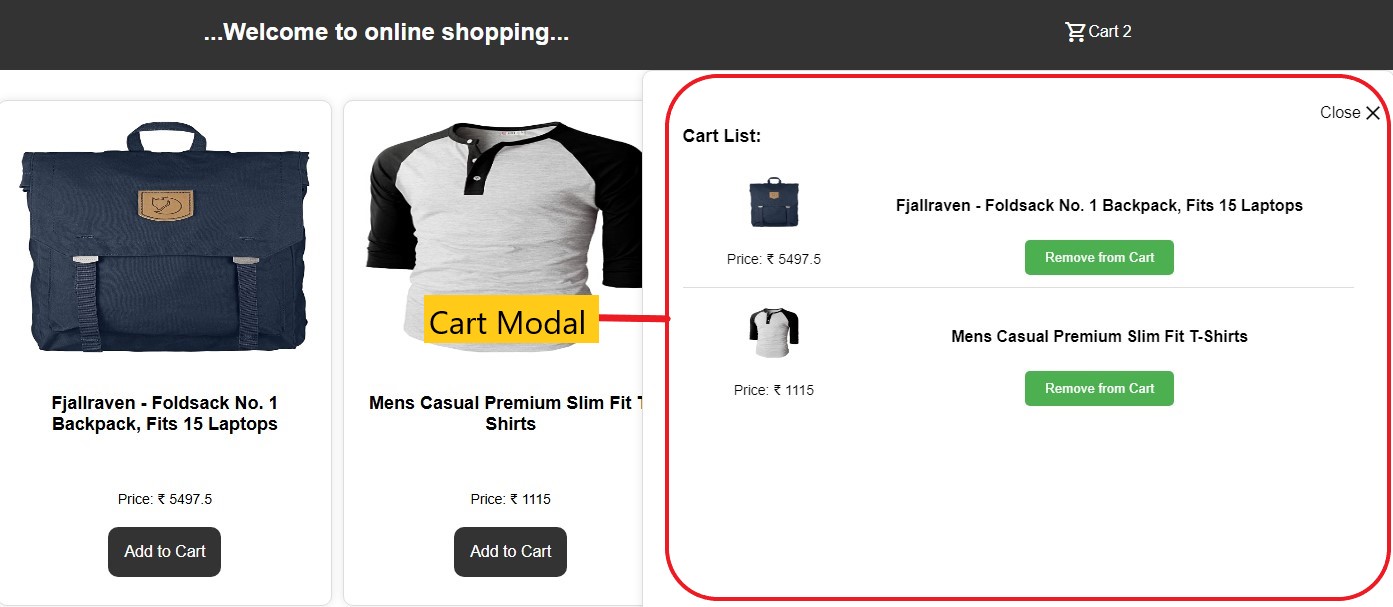 ...Welcome to online shopping...
Cart 2
Close
Cart List:
Fjallraven - Foldsack No. 1 Backpack, Fits 15 Laptops
Price: ₹ 5497.5
Remove from Cart
Mens Casual Premium Slim Fit T-Shirts
Price: ₹ 1115
Remove from Cart
Cart Modal
Fjallraven - Foldsack No. 1
Backpack, Fits 15 Laptops
Price: ₹ 5497.5
Add to Cart
Mens Casual Premium Slim Fit
Shirts
Price: ₹ 1115
Add to Cart